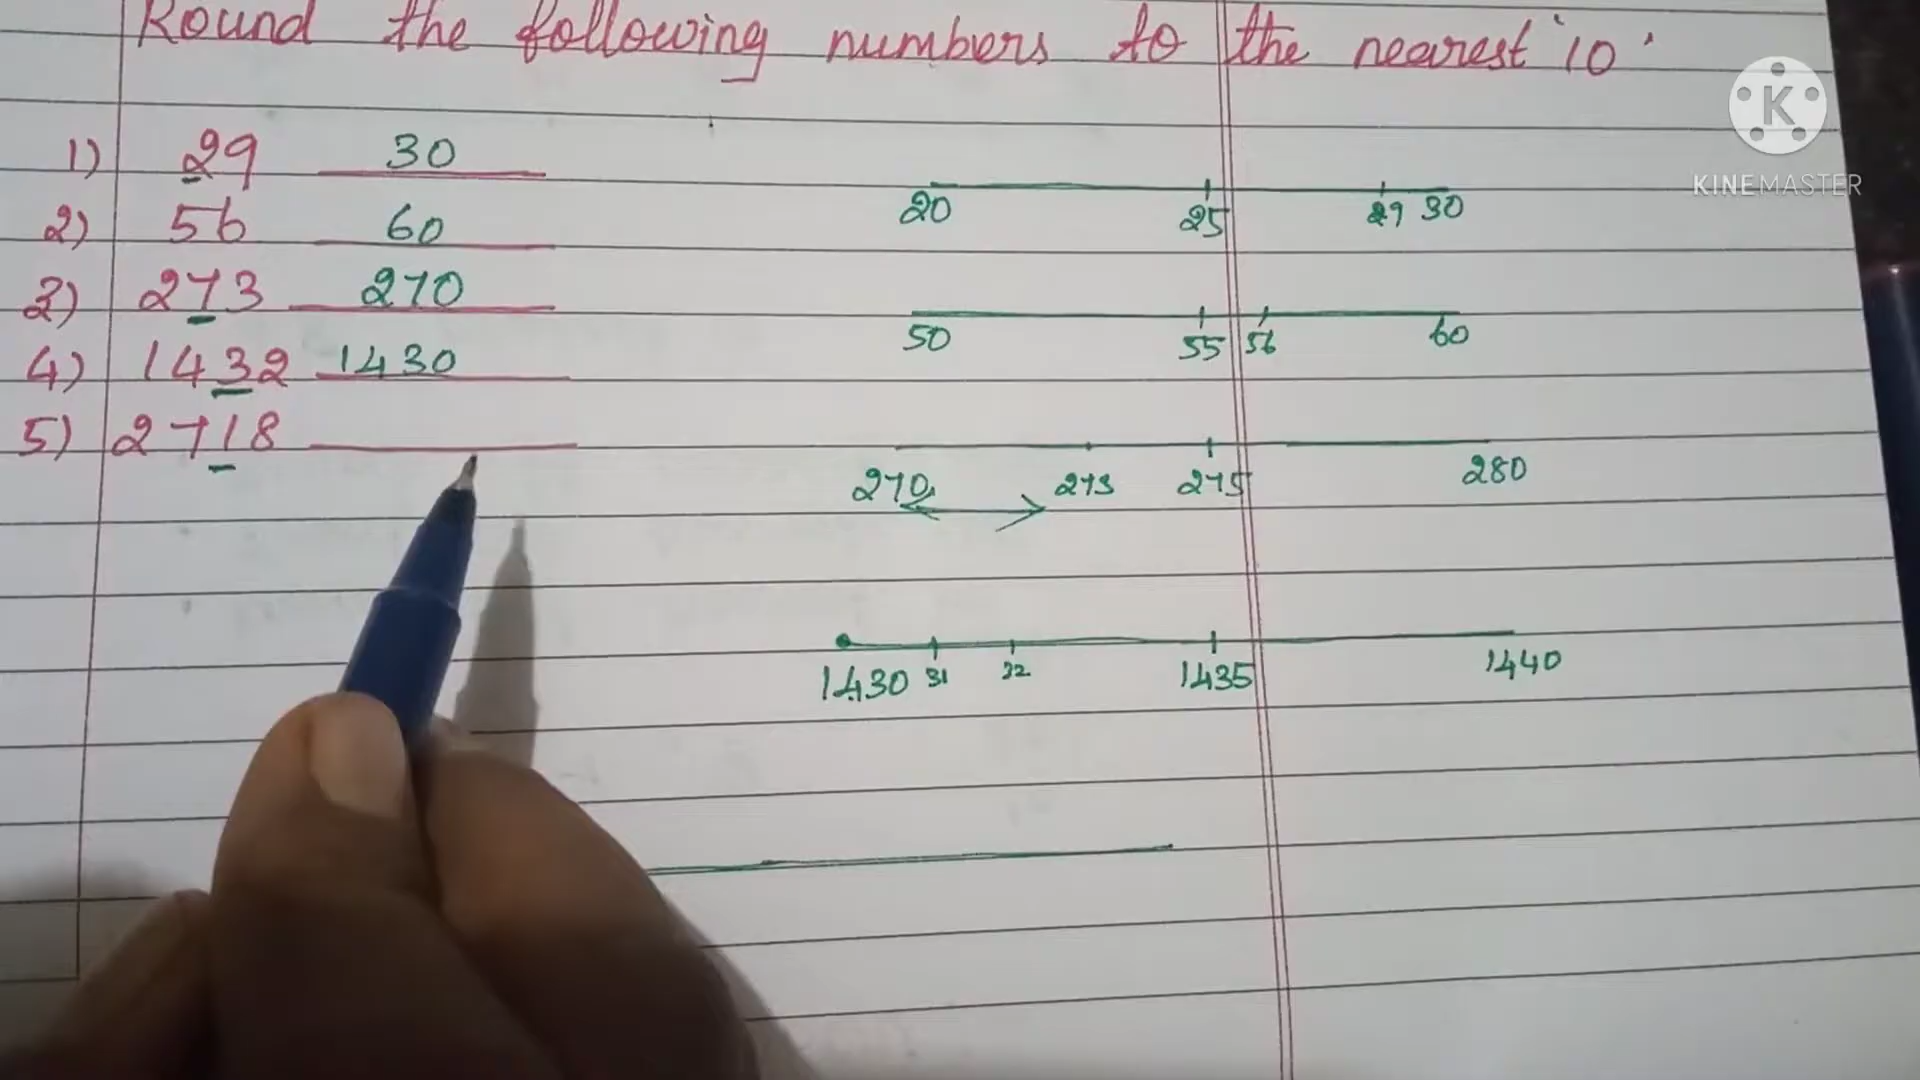 Round the following numbers to the nearest '10'
1) 29 30
2) 56 60
3) 273 270
4) 1432 1430
5) 2718
20 25 29 30
50 55 56 60
270 273 275 280
1430 31 32 1435 1440
K
KINEMASTER